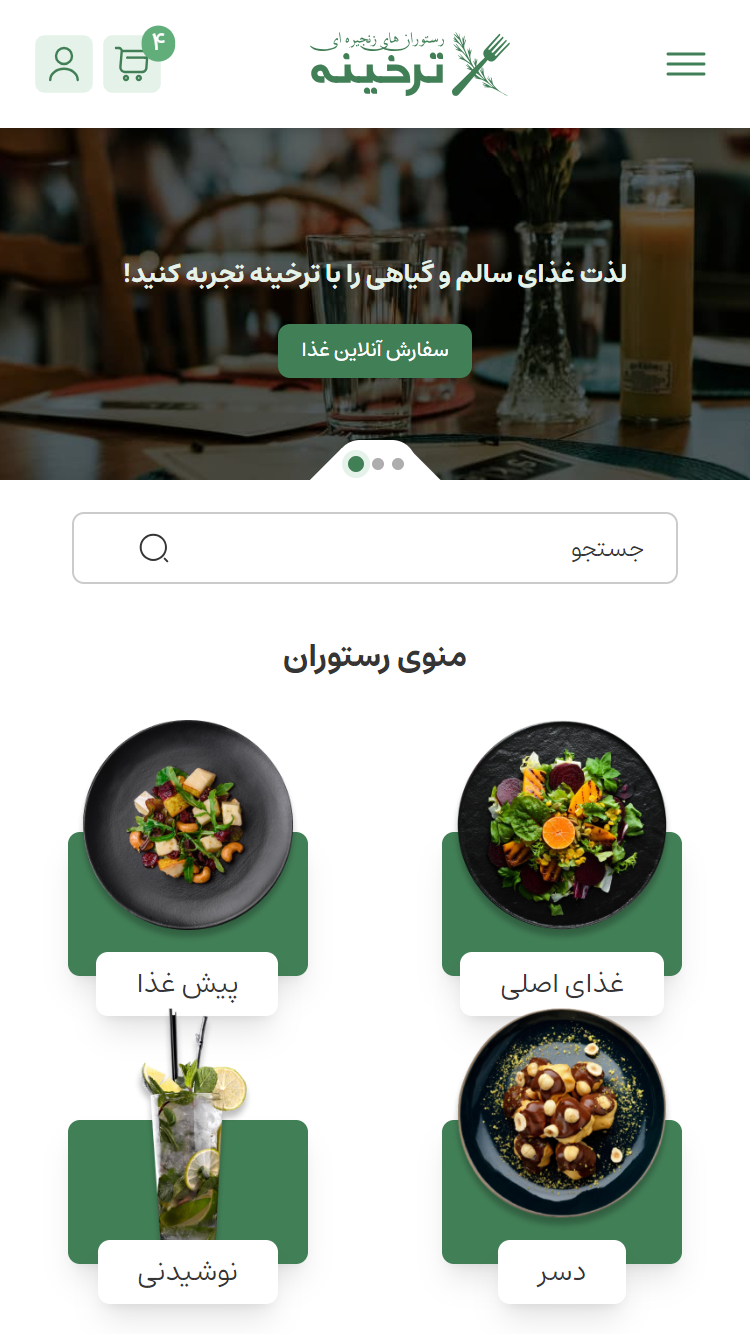 ۴
رستوران های زنجیره ای
ترخینه
لذت غذای سالم و گیاهی را با ترخینه تجربه کنید!
سفارش آنلاین غذا
جستجو
منوی رستوران
غذای اصلی
پیش غذا
دسر
نوشیدنی